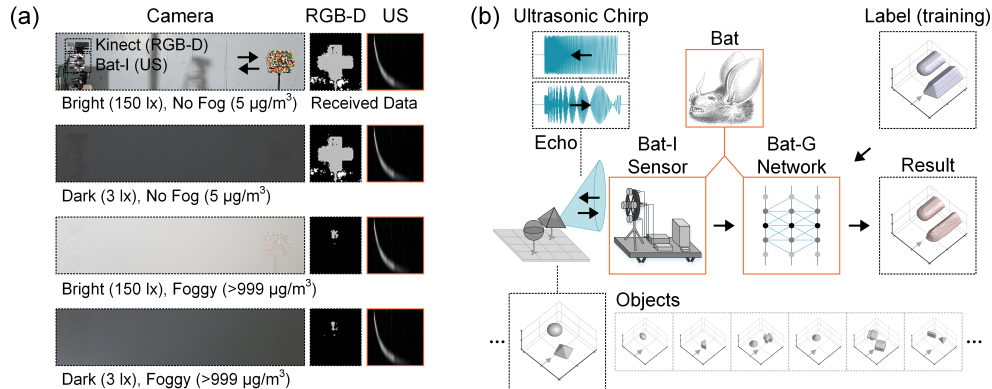 (a)
Camera
RGB-D
US
Kinect (RGB-D)
Bat-I (US)
Bright (150 lx), No Fog (5 µg/m³)
Received Data
Dark (3 lx), No Fog (5 µg/m³)
Bright (150 lx), Foggy (>999 µg/m³)
Dark (3 lx), Foggy (>999 µg/m³)
(b)
Ultrasonic Chirp
Label (training)
Bat
Echo
Bat-I
Sensor
Bat-G
Network
Result
Objects
...
...